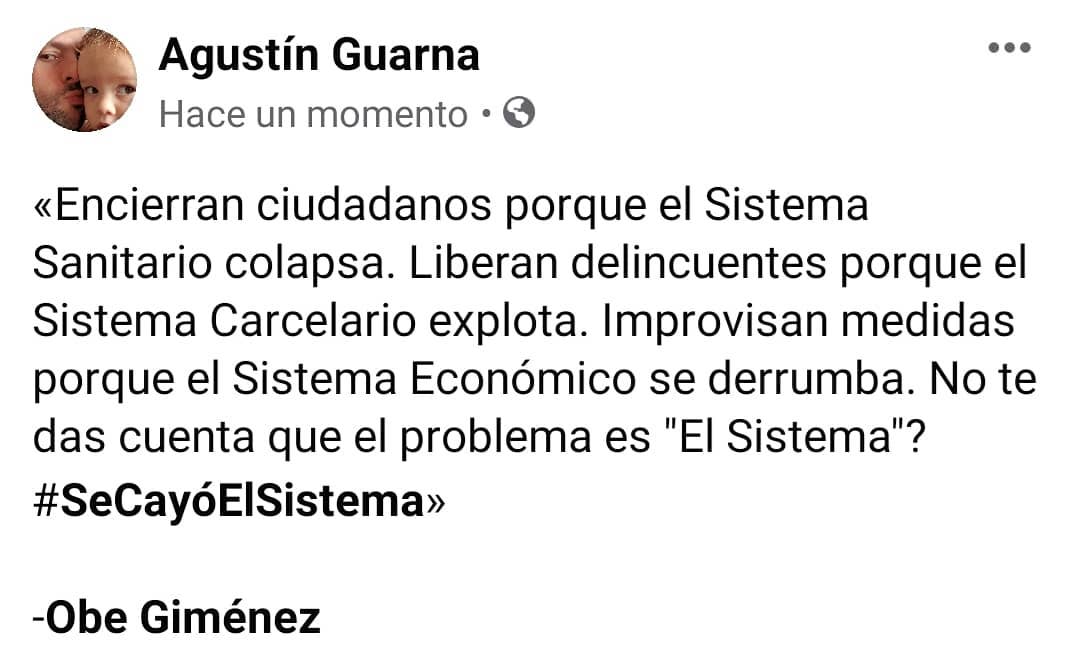 Agustín Guarna
Hace un momento •
«Encierran ciudadanos porque el Sistema
Sanitario colapsa. Liberan delincuentes porque el
Sistema Carcelario explota. Improvisan medidas
porque el Sistema Económico se derrumba. No te
das cuenta que el problema es "El Sistema"?
#SeCayóElSistema»
-Obe Giménez